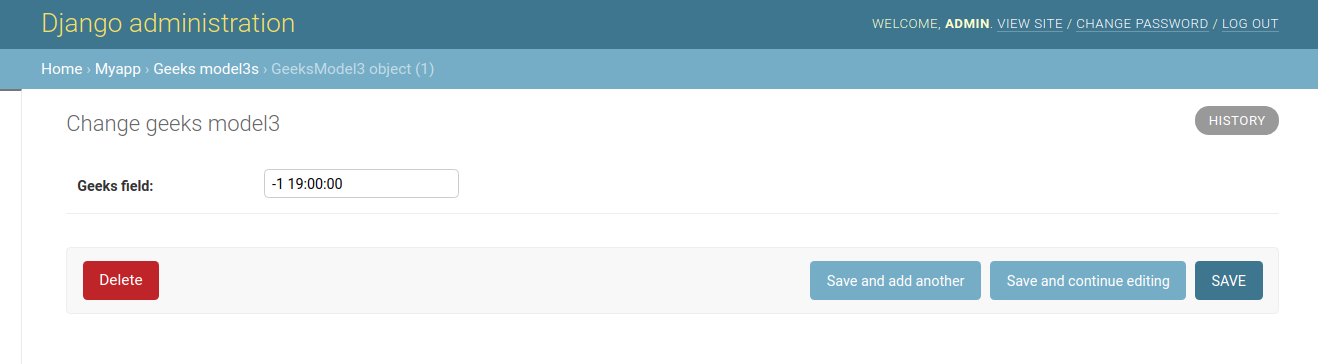 Django administration
WELCOME, ADMIN. VIEW SITE / CHANGE PASSWORD / LOG OUT
Home › Myapp › Geeks model3s › GeeksModel3 object (1)
Change geeks model3
HISTORY
Geeks field:
-1 19:00:00
Delete
Save and add another
Save and continue editing
SAVE